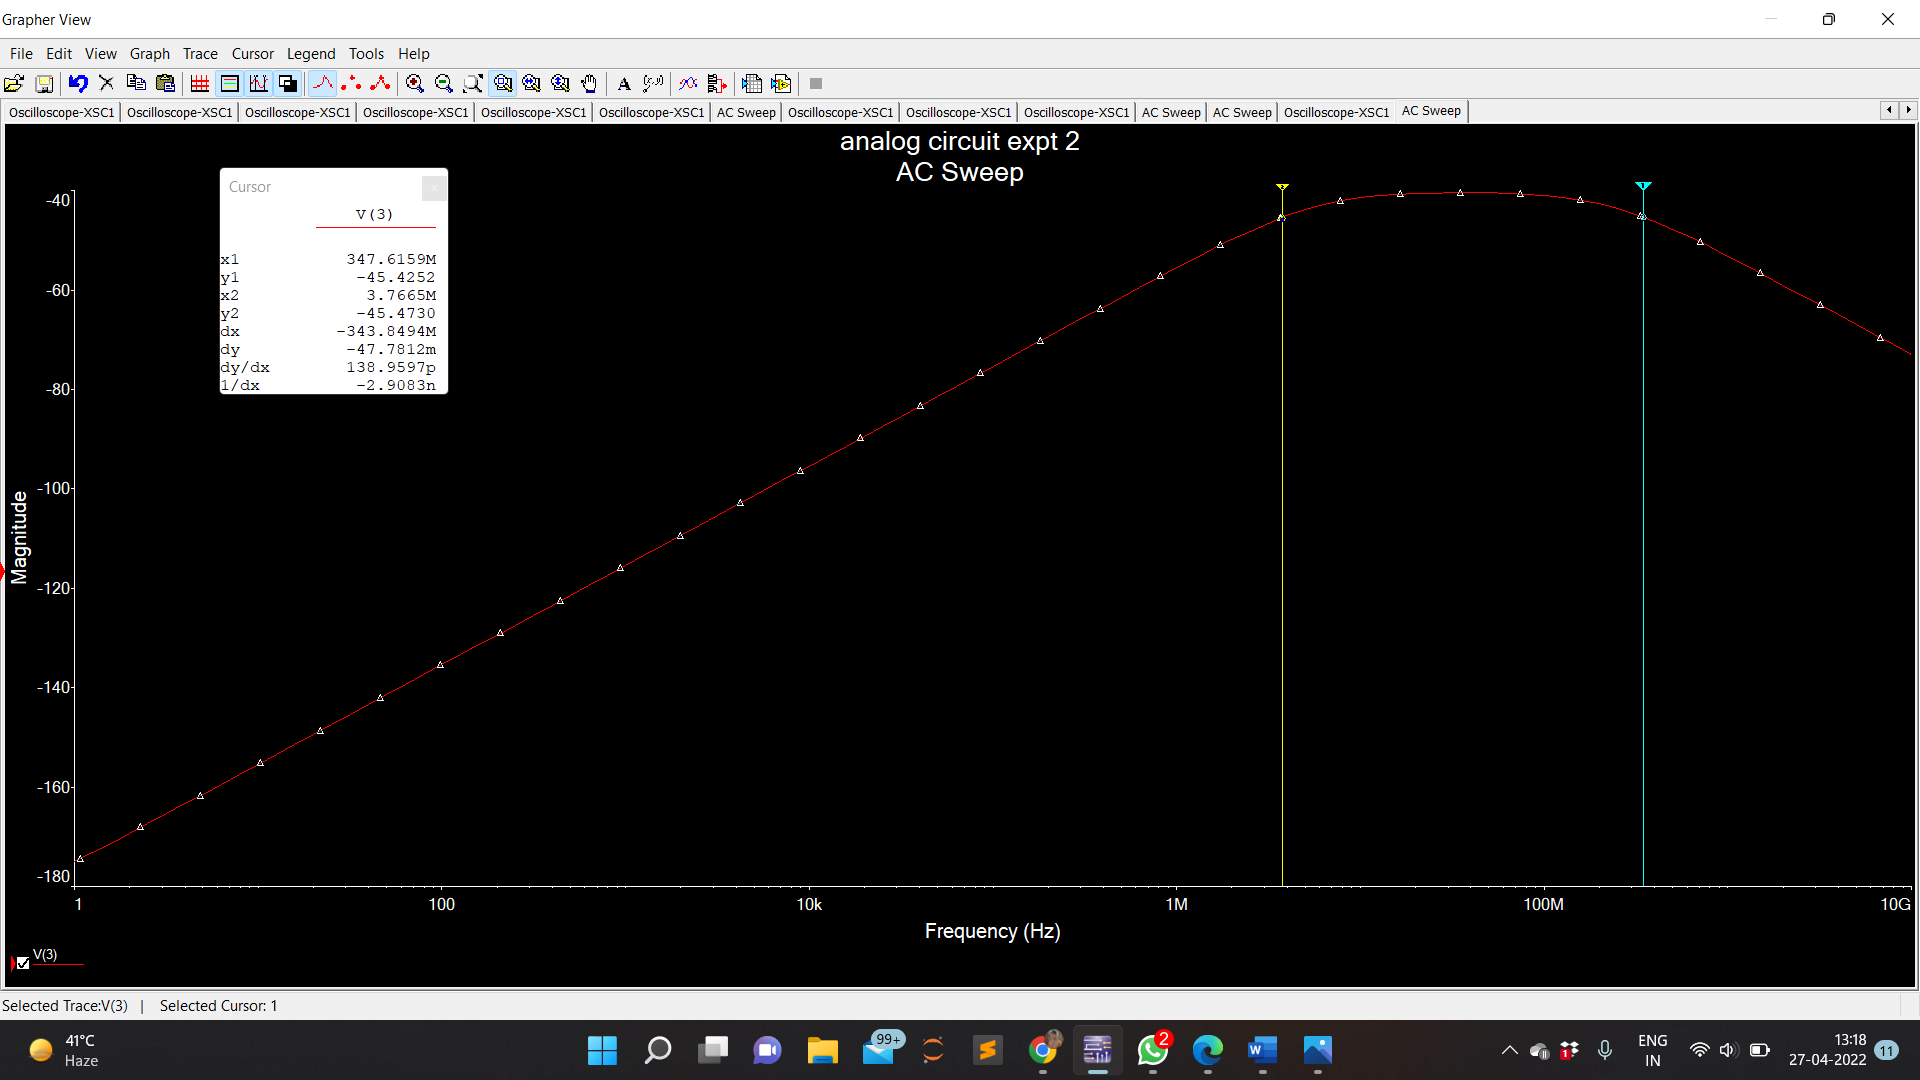 Grapher View
File Edit View Graph Trace Cursor Legend Tools Help
Oscilloscope-XSC1 Oscilloscope-XSC1 Oscilloscope-XSC1 Oscilloscope-XSC1 Oscilloscope-XSC1 Oscilloscope-XSC1 AC Sweep Oscilloscope-XSC1 Oscilloscope-XSC1 Oscilloscope-XSC1 AC Sweep AC Sweep Oscilloscope-XSC1 AC Sweep
analog circuit expt 2
AC Sweep
Cursor
V(3)
x1 347.6159M
y1 -45.4252
x2 3.7665M
y2 -45.4730
dx -343.8494M
dy -47.7812m
dy/dx 138.9597p
1/dx -2.9083n
2 1
-40
-60
-80
-100
-120
-140
-160
-180
Magnitude
1 100 10k 1M 100M 10G
Frequency (Hz)
V(3)
Selected Trace:V(3) | Selected Cursor: 1
41°C
Haze
99+
2
1
ENG
IN
13:18
27-04-2022
11